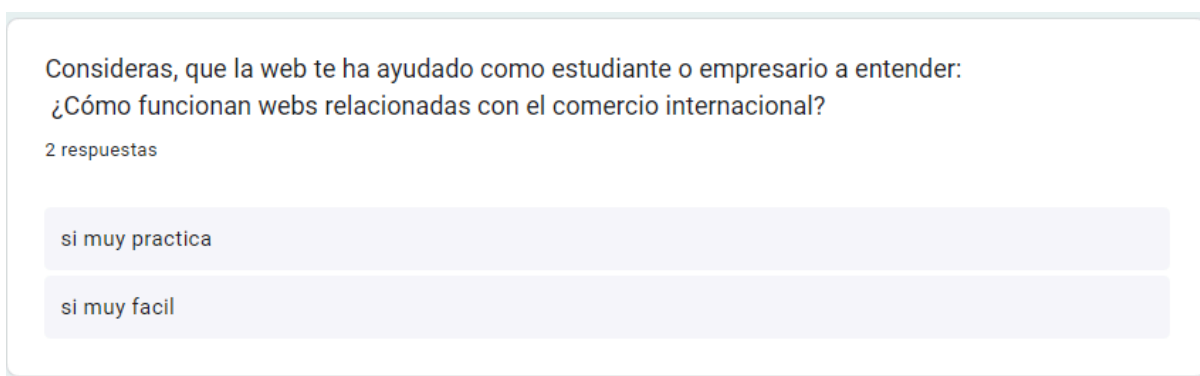 Consideras, que la web te ha ayudado como estudiante o empresario a entender:
¿Cómo funcionan webs relacionadas con el comercio internacional?
2 respuestas
si muy practica
si muy facil